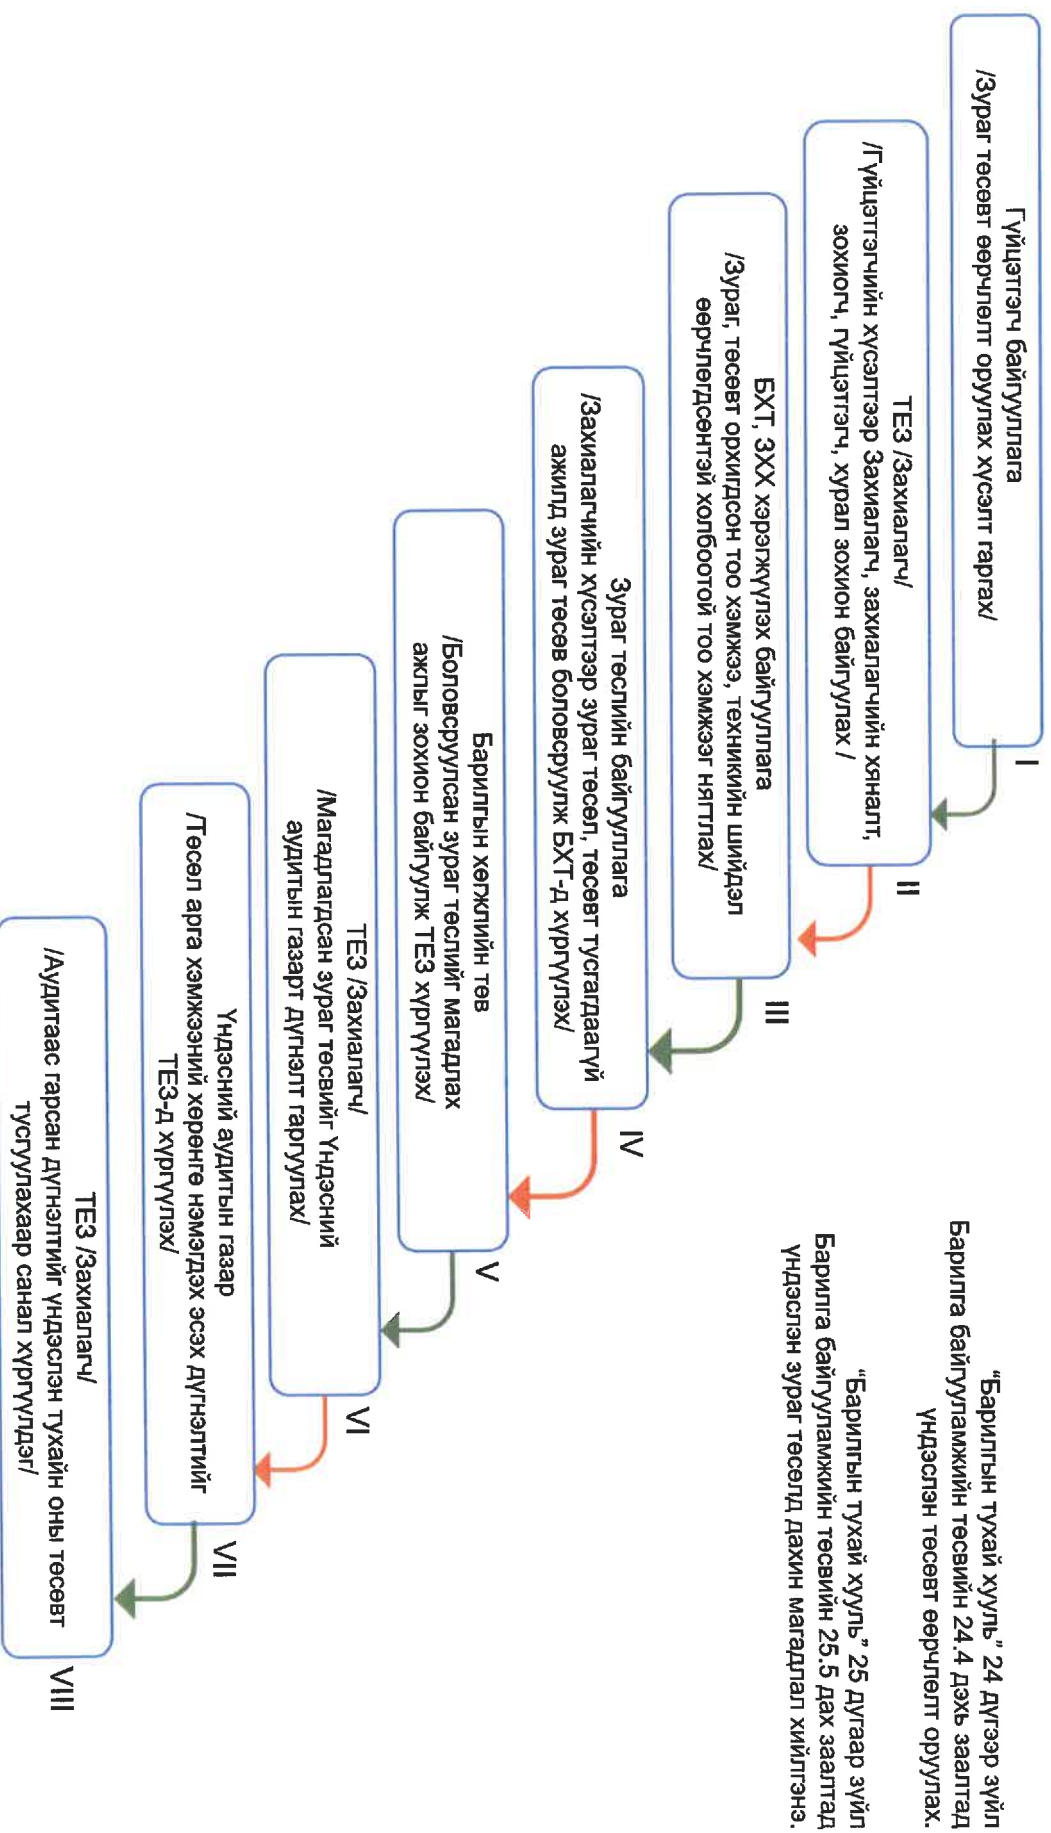 Гүйцэтгэгч байгууллага
/Зураг төсөвт өөрчлөлт оруулах хүсэлт гаргах/
I
ТЕЗ /Захиалагч/
/Гүйцэтгэгчийн хүсэлтээр Захиалагч, захиалагчийн хяналт,
зохиогч, гүйцэтгэгч, хурал зохион байгуулах /
II
БХТ, ЗХХ хэрэгжүүлэх байгууллага
/Зураг, төсөвт орхигдсон тоо хэмжээ, техникийн шийдэл
өөрчлөгдсөнтэй холбоотой тоо хэмжээг нягтлах/
III
Зураг төслийн байгууллага
/Захиалагчийн хүсэлтээр зураг төсөл, төсөвт тусгагдаагүй
ажилд зураг төсөв боловсруулж БХТ-д хүргүүлэх/
IV
Барилгын хөгжлийн төв
/Боловсруулсан зураг төслийг магадлах
ажлыг зохион байгуулж ТЕЗ хүргүүлэх/
V
ТЕЗ /Захиалагч/
/Магадлагдсан зураг төсвийг Үндэсний
аудитын газарт дүгнэлт гаргуулах/
VI
Үндэсний аудитын газар
/Төсөл арга хэмжээний хөрөнгө нэмэгдэх эсэх дүгнэлтийг
ТЕЗ-д хүргүүлэх/
VII
ТЕЗ /Захиалагч/
/Аудитаас гарсан дүгнэлтийг үндэслэн тухайн оны төсөвт
тусгуулахаар санал хүргүүлдэг/
VIII
"Барилгын тухай хууль" 24 дүгээр зүйл
Барилга байгууламжийн төсвийн 24.4 дэхь заалтад
үндэслэн төсөвт өөрчлөлт оруулах.
"Барилгын тухай хууль" 25 дугаар зүйл
Барилга байгууламжийн төсвийн 25.5 дах заалтад
үндэслэн зураг төсөлд дахин магадлал хийлгэнэ.